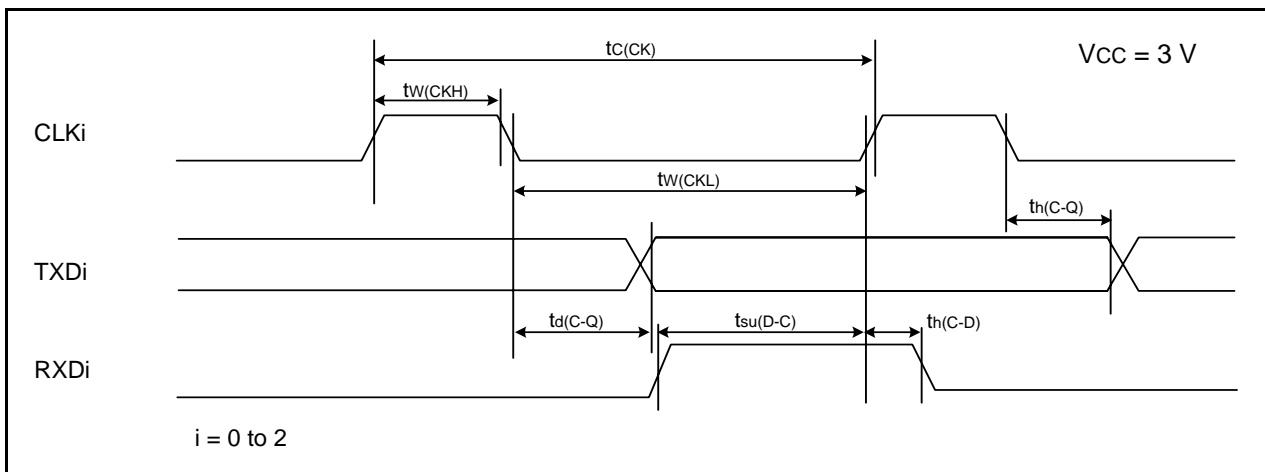 tC(CK)
VCC = 3 V
tW(CKH)
CLKi
tW(CKL)
th(C-Q)
TXDi
td(C-Q)
tsu(D-C)
th(C-D)
RXDi
i = 0 to 2